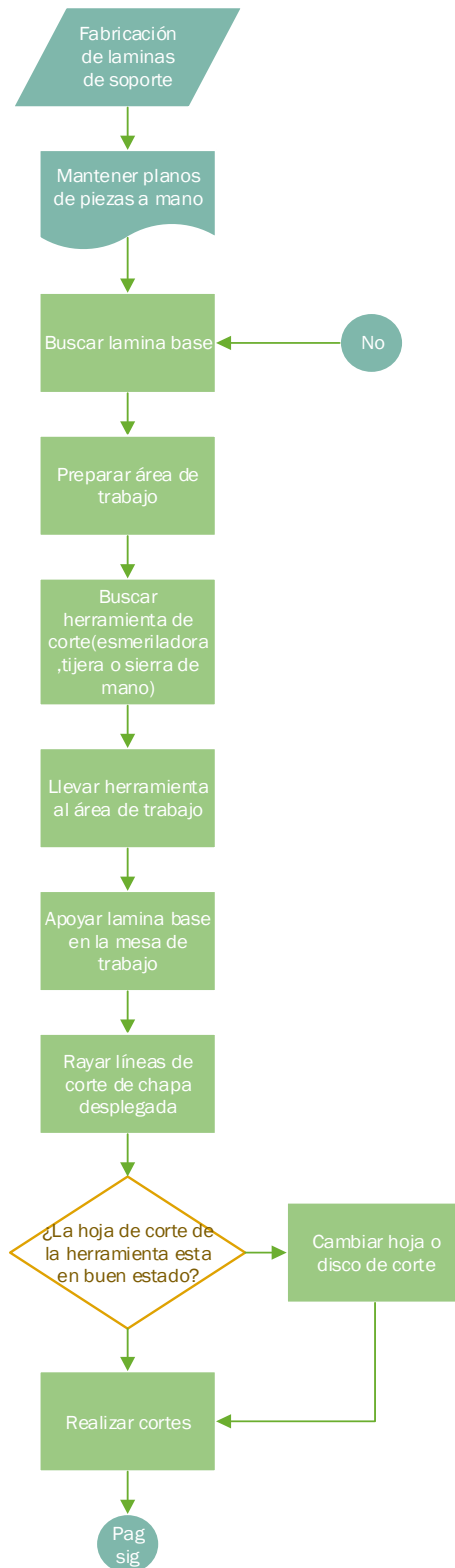 Fabricación
de laminas
de soporte
Mantener planos
de piezas a mano
Buscar lamina base
No
Preparar área de
trabajo
Buscar
herramienta de
corte(esmeriladora
,tijera o sierra de
mano)
Llevar herramienta
al área de trabajo
Apoyar lamina base
en la mesa de
trabajo
Rayar líneas de
corte de chapa
desplegada
¿La hoja de corte de
la herramienta esta
en buen estado?
Cambiar hoja o
disco de corte
Realizar cortes
Pag
sig